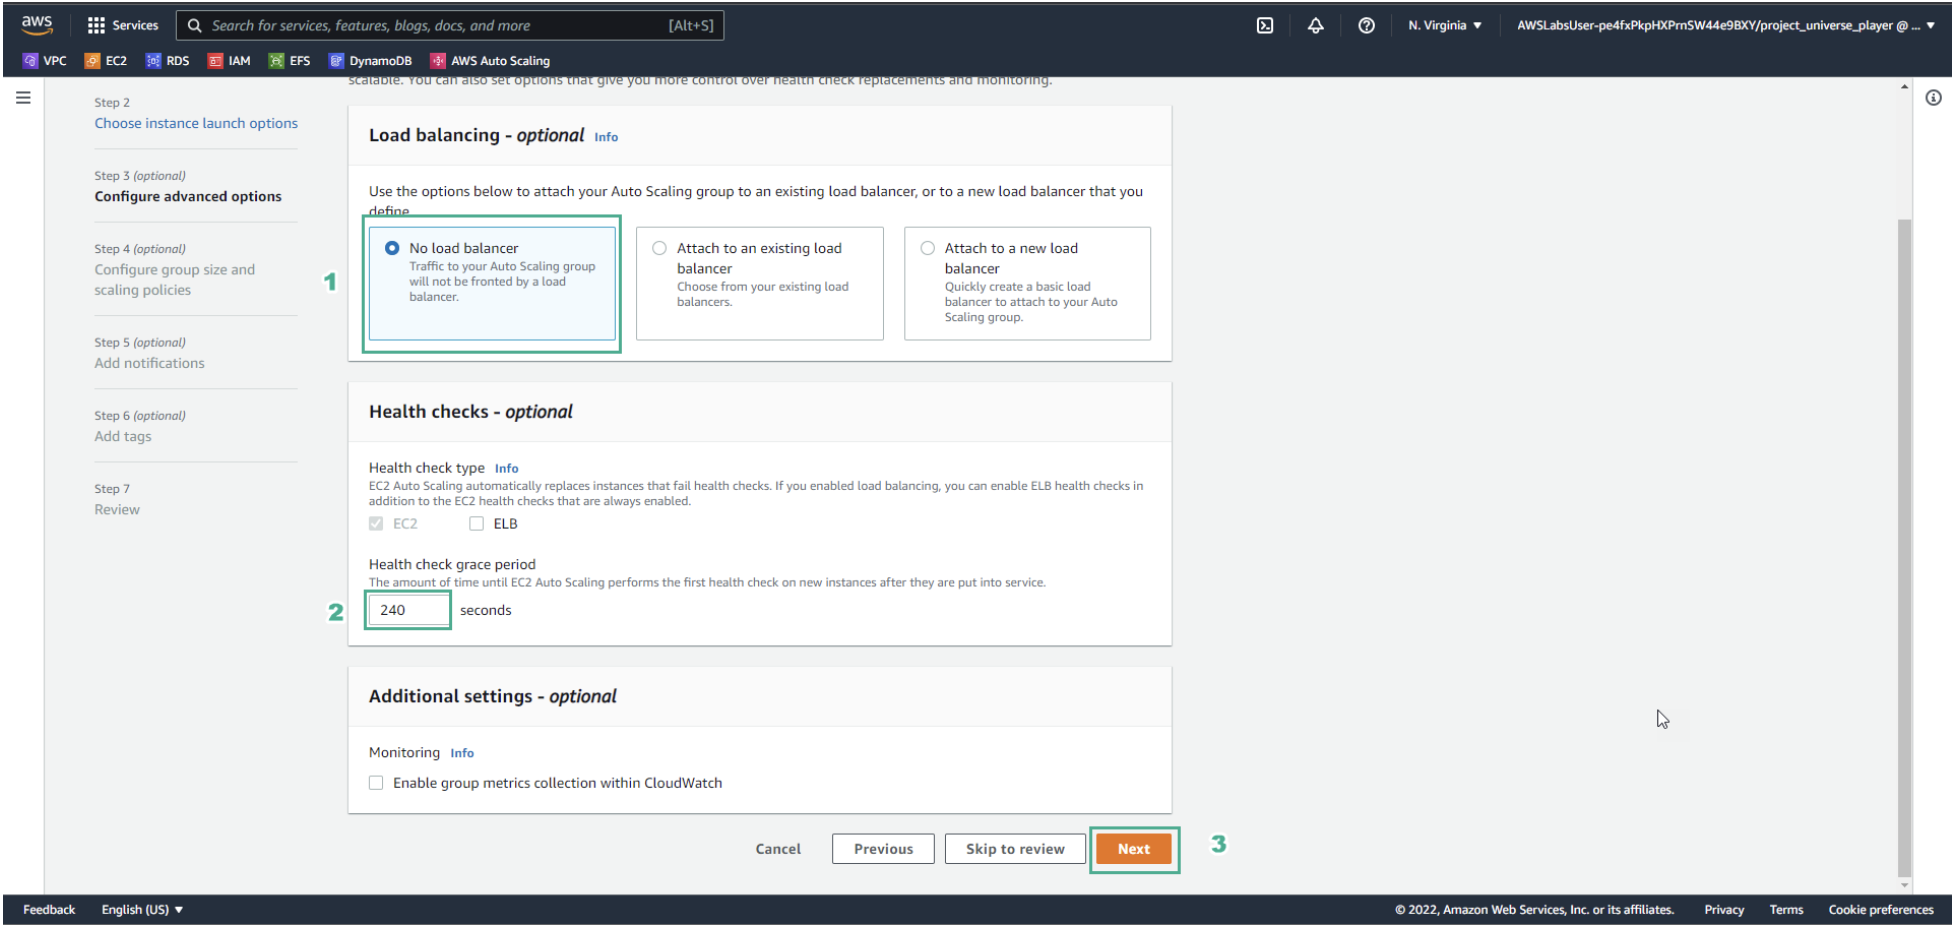 aws
Services
Search for services, features, blogs, docs, and more
[Alt+S]
N. Virginia
AWSLabsUser-pe4fxPkpHXPrnSW44e9BXY/project_universe_player @ ...
VPC
EC2
RDS
IAM
EFS
DynamoDB
AWS Auto Scaling
Step 2
Choose instance launch options
Step 3 (optional)
Configure advanced options
Step 4 (optional)
Configure group size and
scaling policies
Step 5 (optional)
Add notifications
Step 6 (optional)
Add tags
Step 7
Review
scalable. You can also set options that give you more control over health check replacements and monitoring.
Load balancing - optional Info
Use the options below to attach your Auto Scaling group to an existing load balancer, or to a new load balancer that you
define.
1
No load balancer
Traffic to your Auto Scaling group
will not be fronted by a load
balancer.
Attach to an existing load
balancer
Choose from your existing load
balancers.
Attach to a new load
balancer
Quickly create a basic load
balancer to attach to your Auto
Scaling group.
Health checks - optional
Health check type Info
EC2 Auto Scaling automatically replaces instances that fail health checks. If you enabled load balancing, you can enable ELB health checks in
addition to the EC2 health checks that are always enabled.
EC2
ELB
Health check grace period
The amount of time until EC2 Auto Scaling performs the first health check on new instances after they are put into service.
2
240
seconds
Additional settings - optional
Monitoring Info
Enable group metrics collection within CloudWatch
Cancel
Previous
Skip to review
Next
3
Feedback
English (US)
© 2022, Amazon Web Services, Inc. or its affiliates.
Privacy
Terms
Cookie preferences